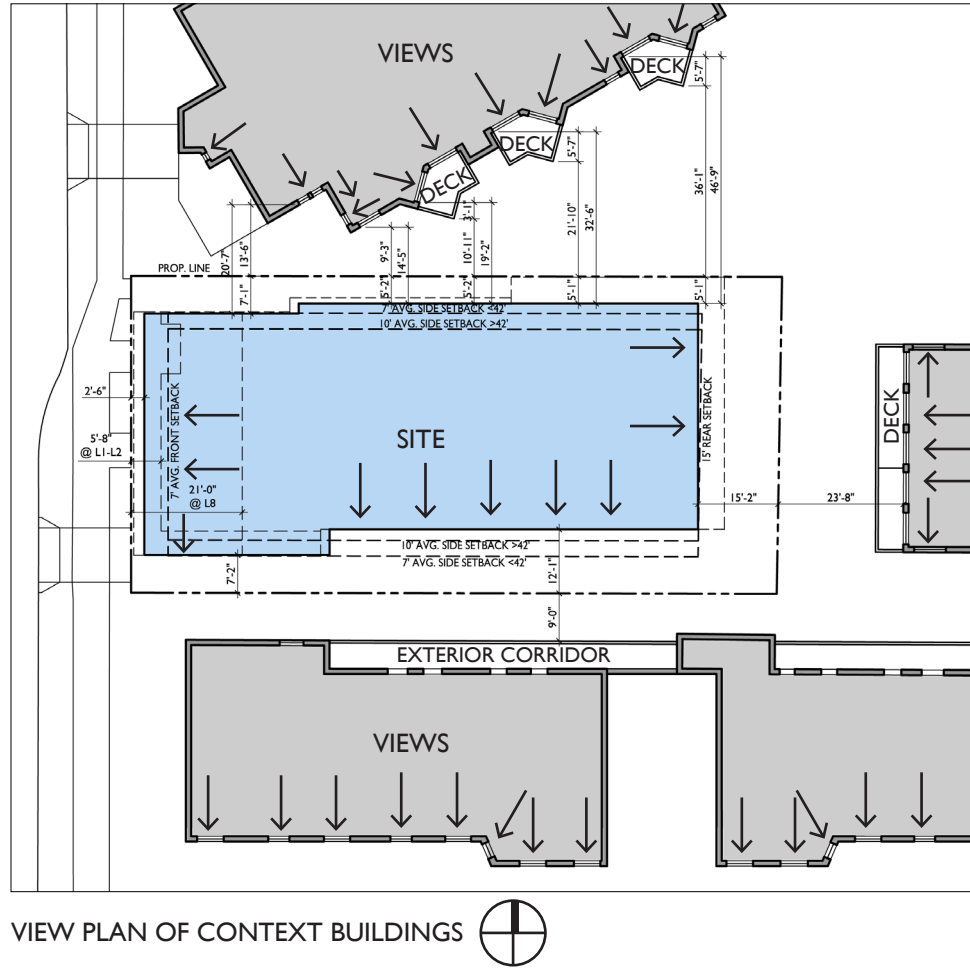 VIEWS
DECK
DECK
DECK
5'-7"
36'-1"
46'-9"
5'-7"
21'-10"
32'-6"
3'-1"
10'-11"
19'-2"
9'-3"
14'-5"
20'-7"
13'-6"
PROP. LINE
7'-1"
5'-2"
5'-2"
5'-1"
5'-1"
7' AVG. SIDE SETBACK <42'
10' AVG. SIDE SETBACK >42'
2'-6"
5'-8"
@ L1-L2
7' AVG. FRONT SETBACK
21'-0"
@ L8
SITE
15' REAR SETBACK
15'-2"
23'-8"
DECK
10' AVG. SIDE SETBACK >42'
7' AVG. SIDE SETBACK <42'
7'-2"
12'-1"
9'-0"
EXTERIOR CORRIDOR
VIEWS
VIEW PLAN OF CONTEXT BUILDINGS